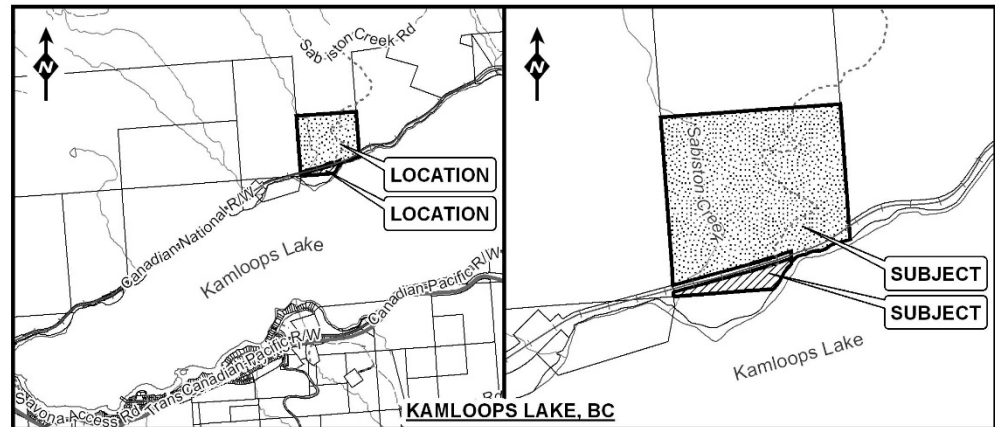 N
Sabiston Creek Rd
LOCATION
LOCATION
Canadian National R/W
Kamloops Lake
Canadian Pacific R/W
Trans Canadian Pacific R/W
Savona Access Rd
Rd
N
Sabiston Creek
SUBJECT
SUBJECT
Kamloops Lake
KAMLOOPS LAKE, BC